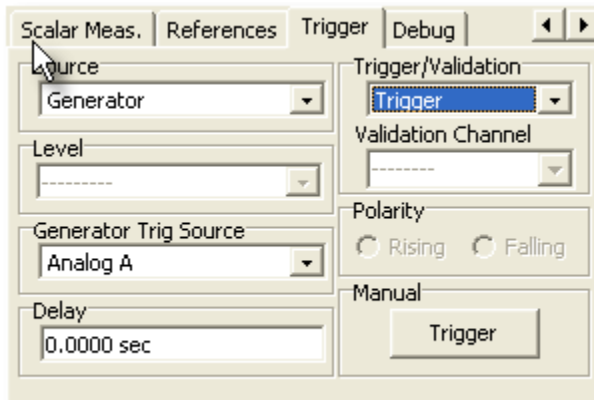 Scalar Meas. References Trigger Debug
Source
Generator
Level
---------
Generator Trig Source
Analog A
Delay
0.0000 sec
Trigger/Validation
Trigger
Validation Channel
--------
Polarity
Rising Falling
Manual
Trigger